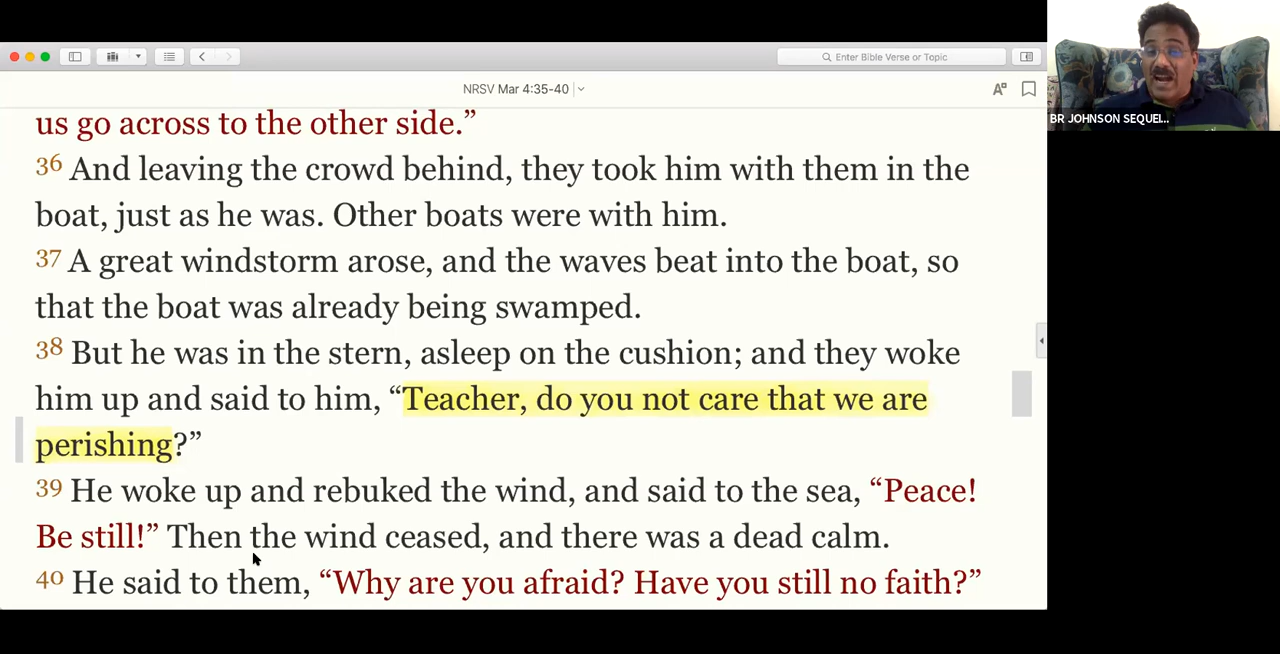 Enter Bible Verse or Topic
NRSV Mar 4:35-40
A
BR JOHNSON SEQUEI...
us go across to the other side.”
36 And leaving the crowd behind, they took him with them in the
boat, just as he was. Other boats were with him.
37 A great windstorm arose, and the waves beat into the boat, so
that the boat was already being swamped.
38 But he was in the stern, asleep on the cushion; and they woke
him up and said to him, “Teacher, do you not care that we are
perishing?”
39 He woke up and rebuked the wind, and said to the sea, “Peace!
Be still!” Then the wind ceased, and there was a dead calm.
40 He said to them, “Why are you afraid? Have you still no faith?”